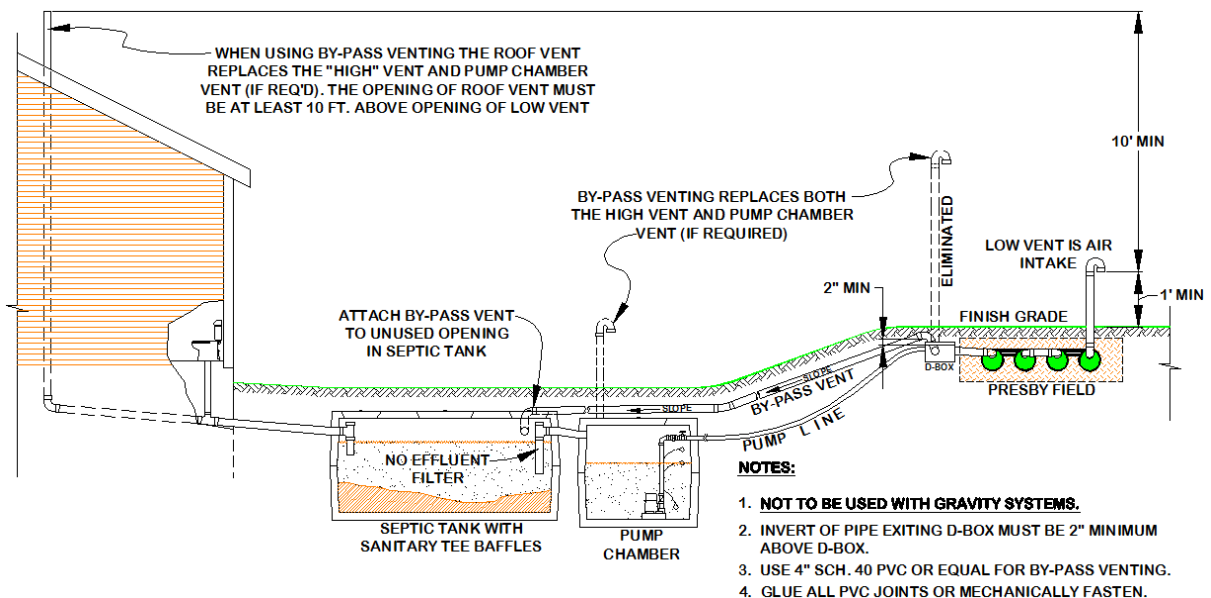 WHEN USING BY-PASS VENTING THE ROOF VENT
REPLACES THE "HIGH" VENT AND PUMP CHAMBER
VENT (IF REQ'D). THE OPENING OF ROOF VENT MUST
BE AT LEAST 10 FT. ABOVE OPENING OF LOW VENT
10' MIN
BY-PASS VENTING REPLACES BOTH
THE HIGH VENT AND PUMP CHAMBER
VENT (IF REQUIRED)
ELIMINATED
LOW VENT IS AIR
INTAKE
2" MIN
1' MIN
ATTACH BY-PASS VENT
TO UNUSED OPENING
IN SEPTIC TANK
FINISH GRADE
D-BOX
PRESBY FIELD
SLOPE
BY-PASS VENT
SLOPE
PUMP LINE
NO EFFLUENT
FILTER
SEPTIC TANK WITH
SANITARY TEE BAFFLES
PUMP
CHAMBER
NOTES:
1. NOT TO BE USED WITH GRAVITY SYSTEMS.
2. INVERT OF PIPE EXITING D-BOX MUST BE 2" MINIMUM
ABOVE D-BOX.
3. USE 4" SCH. 40 PVC OR EQUAL FOR BY-PASS VENTING.
4. GLUE ALL PVC JOINTS OR MECHANICALLY FASTEN.